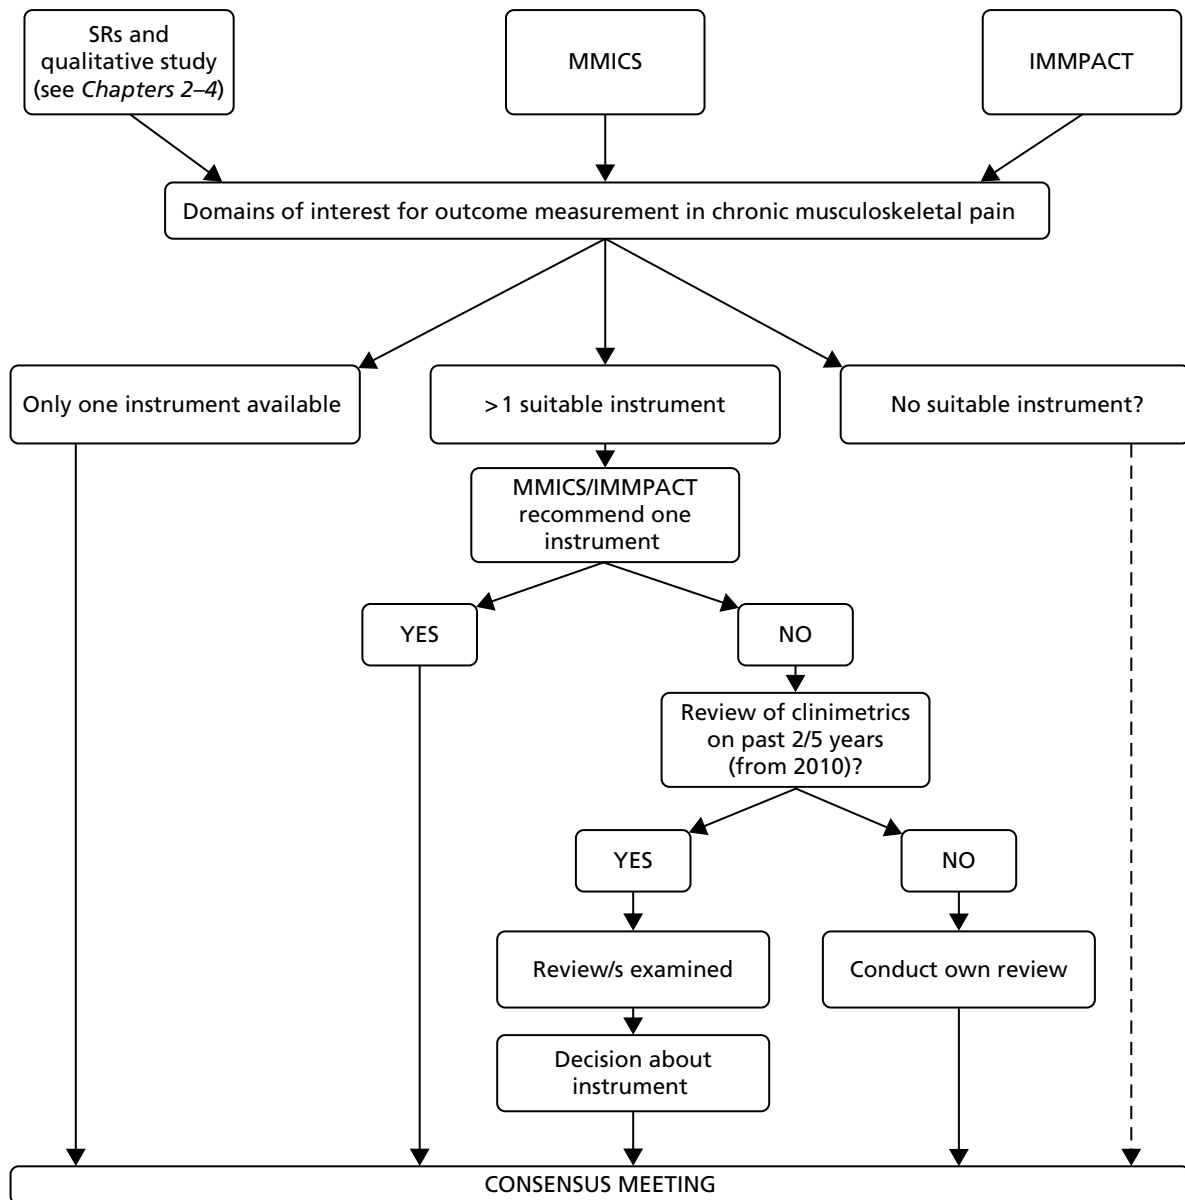 SRs and
qualitative study
(see Chapters 2–4)
MMICS
IMMPACT
Domains of interest for outcome measurement in chronic musculoskeletal pain
Only one instrument available
>1 suitable instrument
No suitable instrument?
MMICS/IMMPACT
recommend one
instrument
YES
NO
Review of clinimetrics
on past 2/5 years
(from 2010)?
YES
NO
Review/s examined
Conduct own review
Decision about
instrument
CONSENSUS MEETING